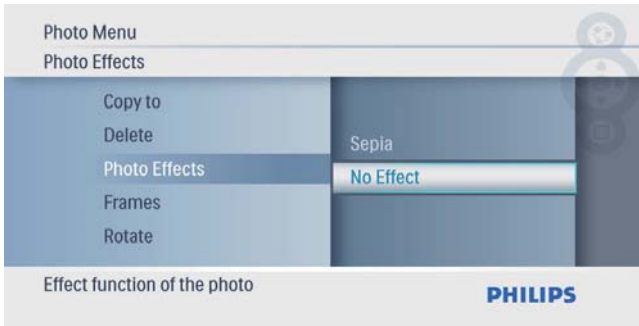 Photo Menu
Photo Effects
Copy to
Delete
Photo Effects
Frames
Rotate
Sepia
No Effect
Effect function of the photo
PHILIPS